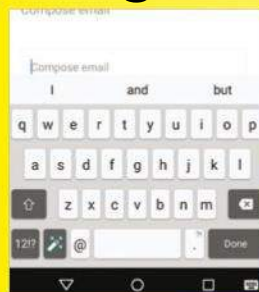 Compose email
Compose email
I and but
q w e r t y u i o p
a s d f g h j k l
z x c v b n m
12!? @ . Done